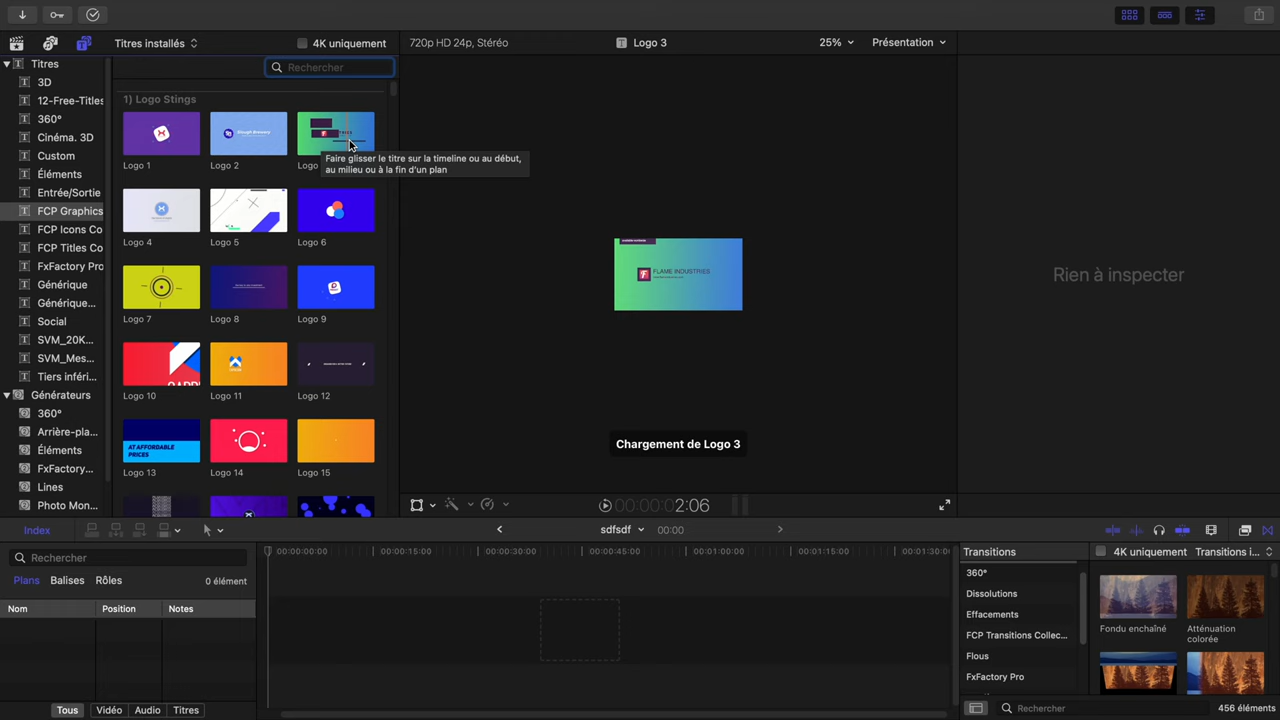 Titres installés
4K uniquement
720p HD 24p, Stéréo
Logo 3
25%
Présentation
Titres
3D
12-Free-Titles
360°
Cinéma. 3D
Custom
Éléments
Entrée/Sortie
FCP Graphics
FCP Icons Co
FCP Titles Co
FxFactory Pro
Générique
Générique...
Social
SVM_20K...
SVM_Mes...
Tiers inféri...
Générateurs
360°
Arrière-pla...
Éléments
FxFactory...
Lines
Photo Mon...
Rechercher
1) Logo Stings
Logo 1
Logo 2
Logo
Faire glisser le titre sur la timeline ou au début,
au milieu ou à la fin d'un plan
Logo 4
Logo 5
Logo 6
Logo 7
Logo 8
Logo 9
Logo 10
Logo 11
Logo 12
AT AFFORDABLE
PRICES
Logo 13
Logo 14
Logo 15
FLAME INDUSTRIES
Chargement de Logo 3
00:00:02:06
Rien à inspecter
Index
sdfsdf
00:00
Rechercher
Plans
Balises
Rôles
0 élément
Nom
Position
Notes
Tous
Vidéo
Audio
Titres
00:00:00:00
00:00:15:00
00:00:30:00
00:00:45:00
00:01:00:00
00:01:15:00
00:01:30:00
Transitions
4K uniquement
Transitions i...
360°
Dissolutions
Effacements
FCP Transitions Collec...
Flous
FxFactory Pro
Fondu enchaîné
Atténuation
colorée
Rechercher
456 éléments